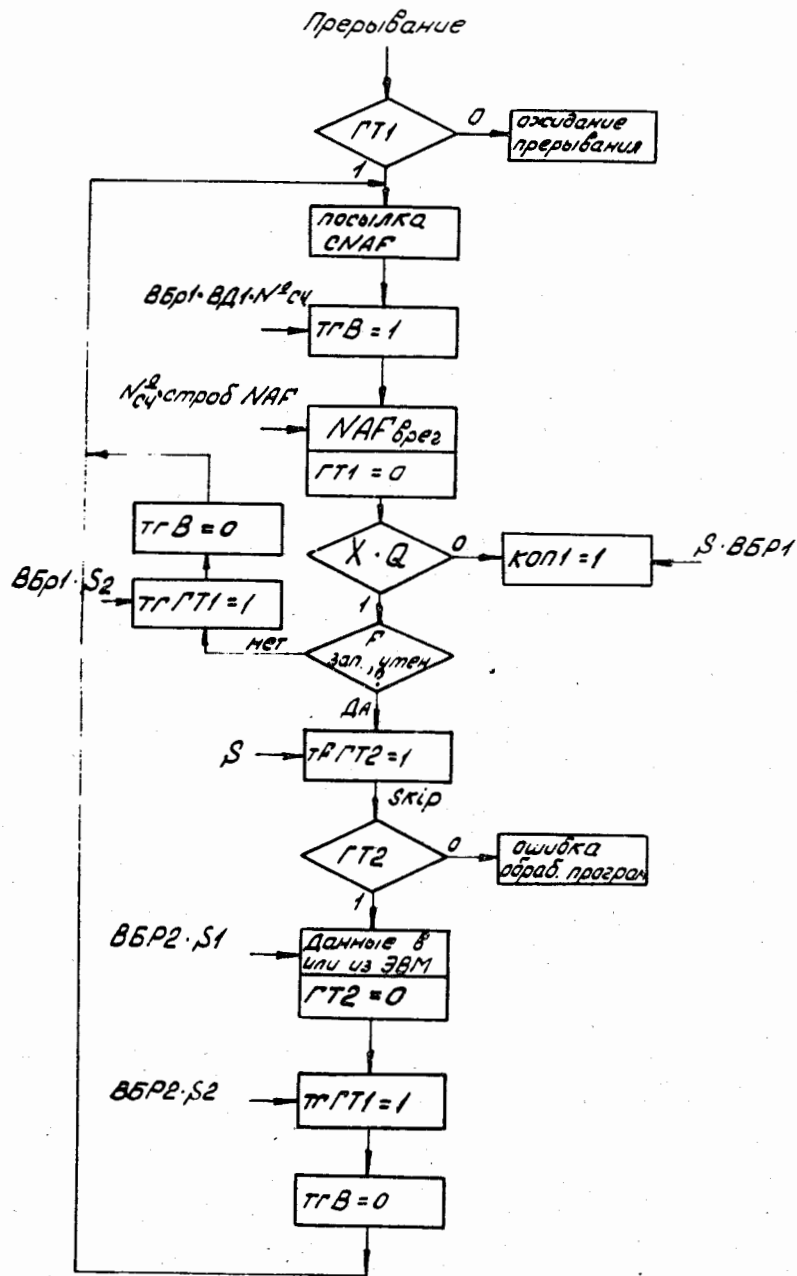 Прерывание
ГТ1
0
ожидание
прерывания
1
посылка
CNAF
ВБр1·ВД1·N°сч
тгВ=1
N°сч·строб NAF
NAF в рег
ГТ1=0
тгВ=0
X·Q
0
коп1=1
S·ВБР1
ВБр1·S2
тгГТ1=1
1
нет
F
зап., чтен.
?
Да
S
тгГТ2=1
skip
ГТ2
0
ошибка
обраб. програм
1
ВБР2·S1
Данные в
или из ЭВМ
ГТ2=0
ВБР2·S2
тгГТ1=1
тгВ=0